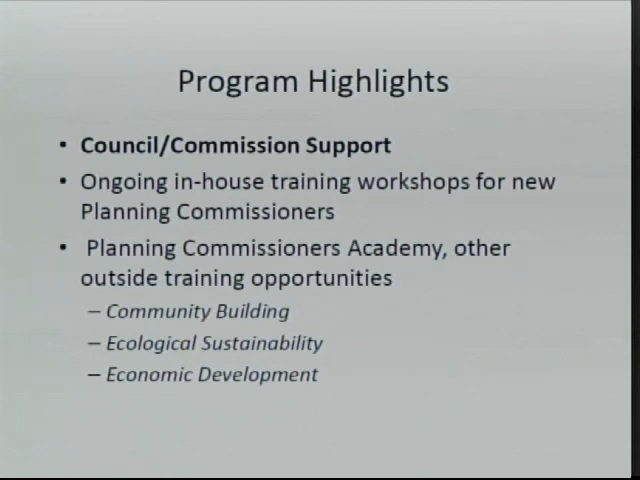 Program Highlights
• Council/Commission Support
• Ongoing in-house training workshops for new
Planning Commissioners
• Planning Commissioners Academy, other
outside training opportunities
– Community Building
– Ecological Sustainability
– Economic Development